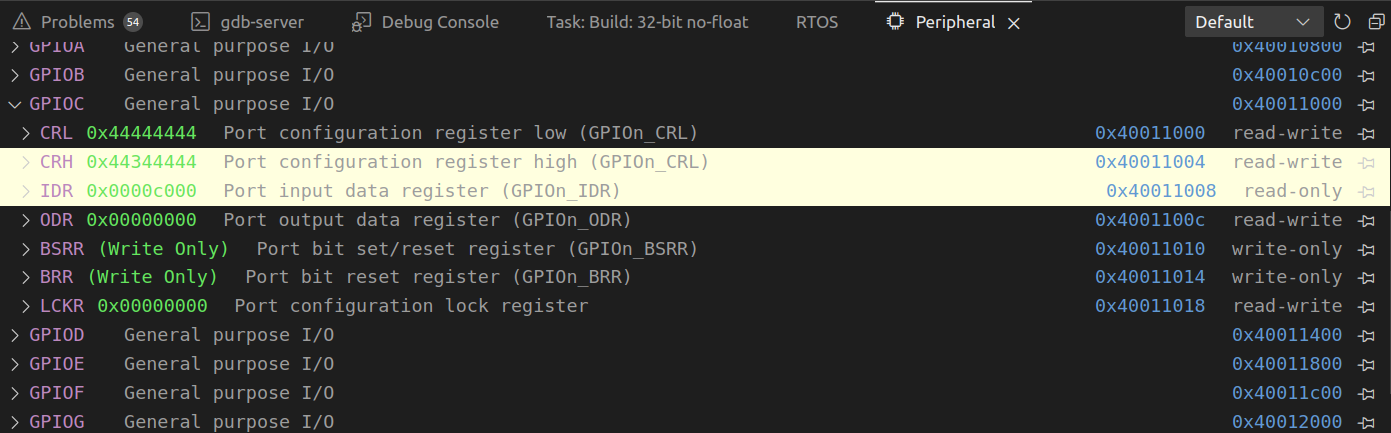 Problems 54 gdb-server Debug Console Task: Build: 32-bit no-float RTOS Peripheral Default
GPIOA General purpose I/O 0x40010800
GPIOB General purpose I/O 0x40010c00
GPIOC General purpose I/O 0x40011000
CRL 0x44444444 Port configuration register low (GPIOn_CRL) 0x40011000 read-write
CRH 0x44344444 Port configuration register high (GPIOn_CRL) 0x40011004 read-write
IDR 0x0000c000 Port input data register (GPIOn_IDR) 0x40011008 read-only
ODR 0x00000000 Port output data register (GPIOn_ODR) 0x4001100c read-write
BSRR (Write Only) Port bit set/reset register (GPIOn_BSRR) 0x40011010 write-only
BRR (Write Only) Port bit reset register (GPIOn_BRR) 0x40011014 write-only
LCKR 0x00000000 Port configuration lock register 0x40011018 read-write
GPIOD General purpose I/O 0x40011400
GPIOE General purpose I/O 0x40011800
GPIOF General purpose I/O 0x40011c00
GPIOG General purpose I/O 0x40012000